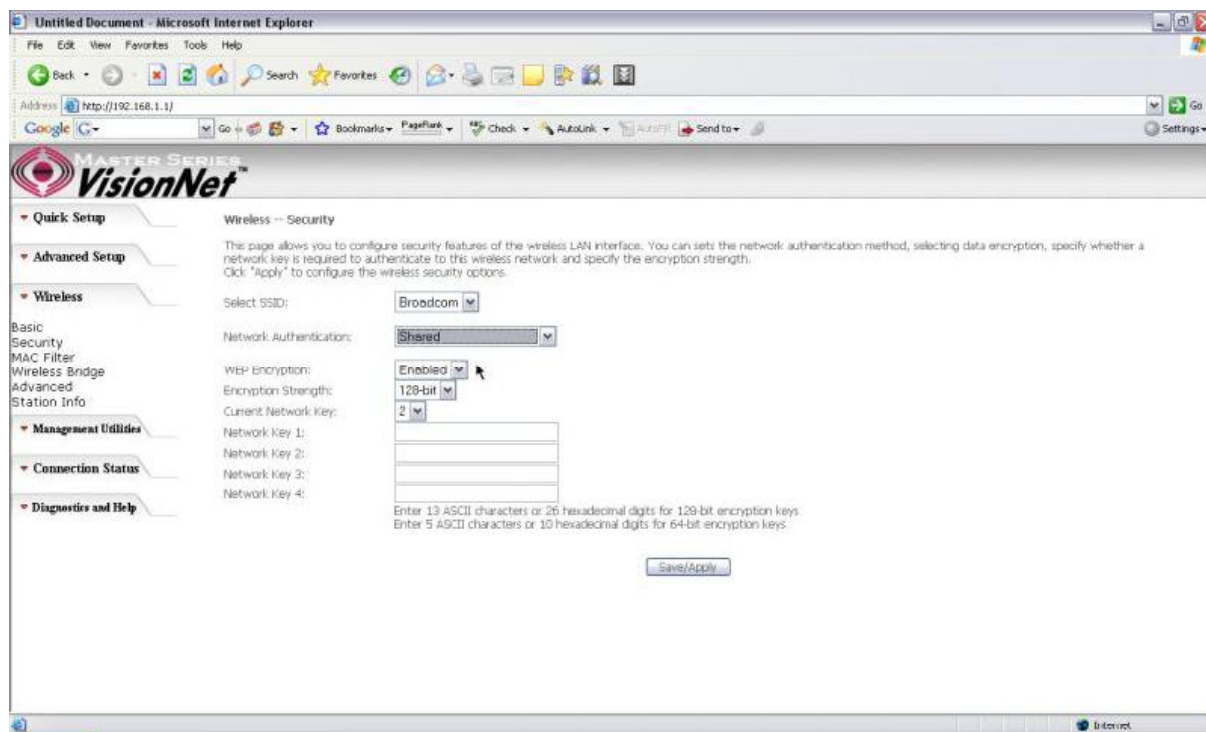 Untitled Document - Microsoft Internet Explorer
File Edit View Favorites Tools Help
Back Search Favorites
Address http://192.168.1.1/ Go
Google G Go Bookmarks PageRank Check AutoLink AutoFill Send to Settings
MASTER SERIES
VisionNet™
Quick Setup
Advanced Setup
Wireless
Basic
Security
MAC Filter
Wireless Bridge
Advanced
Station Info
Management Utilities
Connection Status
Diagnostics and Help
Wireless -- Security
This page allows you to configure security features of the wireless LAN interface. You can sets the network authentication method, selecting data encryption, specify whether a
network key is required to authenticate to this wireless network and specify the encryption strength.
Click "Apply" to configure the wireless security options.
Select SSID: Broadcom
Network Authentication: Shared
WEP Encryption: Enabled
Encryption Strength: 128-bit
Current Network Key: 2
Network Key 1:
Network Key 2:
Network Key 3:
Network Key 4:
Enter 13 ASCII characters or 26 hexadecimal digits for 128-bit encryption keys
Enter 5 ASCII characters or 10 hexadecimal digits for 64-bit encryption keys
Save/Apply
Internet